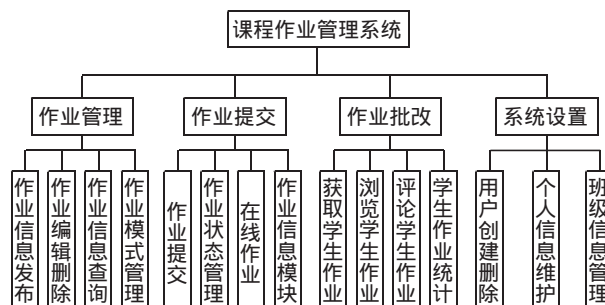 课程作业管理系统
作业管理
作业提交
作业批改
系统设置
作业信息发布
作业编辑删除
作业信息查询
作业模式管理
作业提交
作业状态管理
在线作业
作业信息模块
获取学生作业
浏览学生作业
评论学生作业
学生作业统计
用户创建删除
个人信息维护
班级信息管理